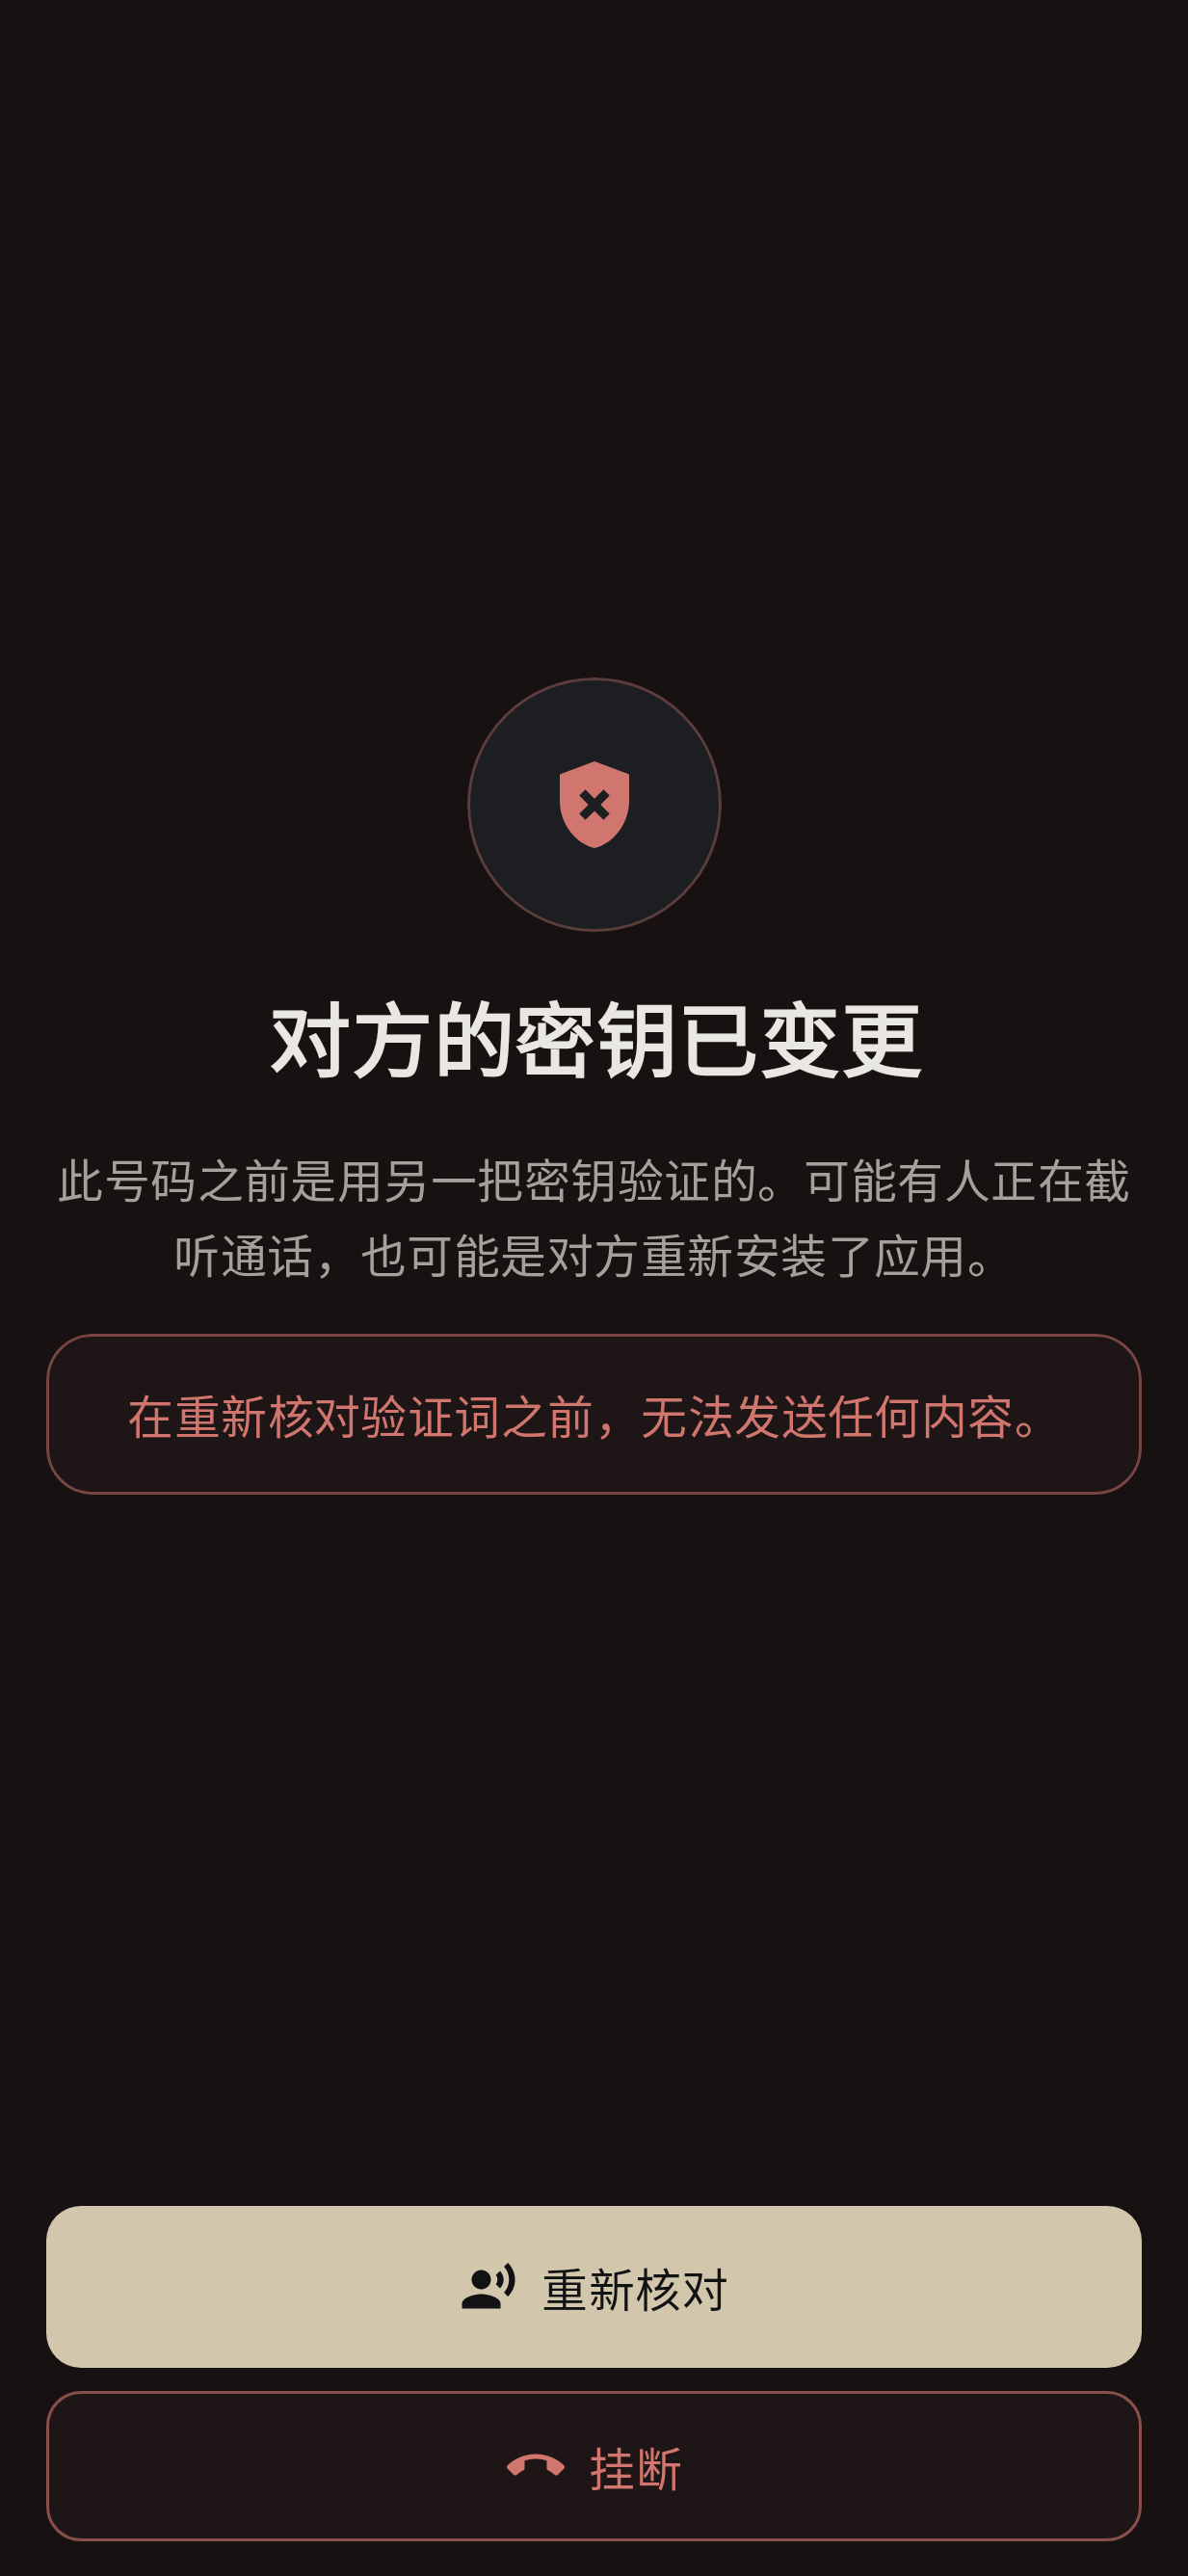 对方的密钥已变更
此号码之前是用另一把密钥验证的。可能有人正在截
听通话，也可能是对方重新安装了应用。
在重新核对验证词之前，无法发送任何内容。
重新核对
挂断